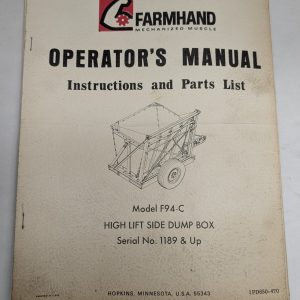 FARMHAND
MECHANIZED MUSCLE
OPERATOR'S MANUAL
Instructions and Parts List
Model F94-C
HIGH LIFT SIDE DUMP BOX
Serial No. 1189 & Up
HOPKINS, MINNESOTA, U.S.A. 55343